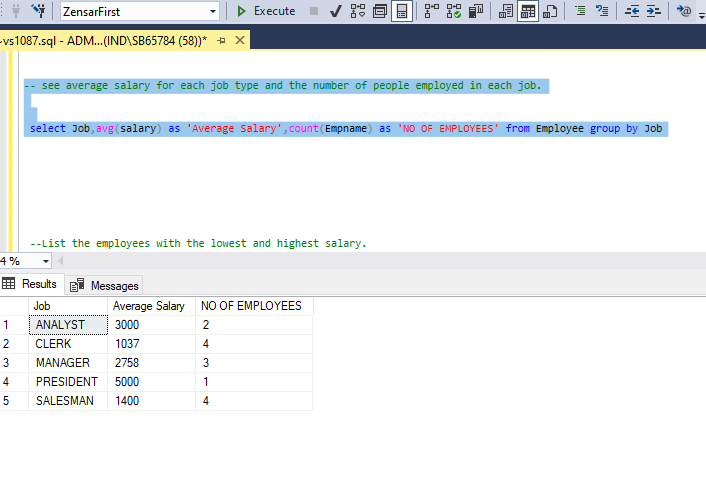 ZensarFirst
Execute
~vs1087.sql - ADM...(IND\SB65784 (58))*
-- see average salary for each job type and the number of people employed in each job.
select Job,avg(salary) as 'Average Salary',count(Empname) as 'NO OF EMPLOYEES' from Employee group by Job
--List the employees with the lowest and highest salary.
4 %
Results
Messages
Job Average Salary NO OF EMPLOYEES
1 ANALYST 3000 2
2 CLERK 1037 4
3 MANAGER 2758 3
4 PRESIDENT 5000 1
5 SALESMAN 1400 4